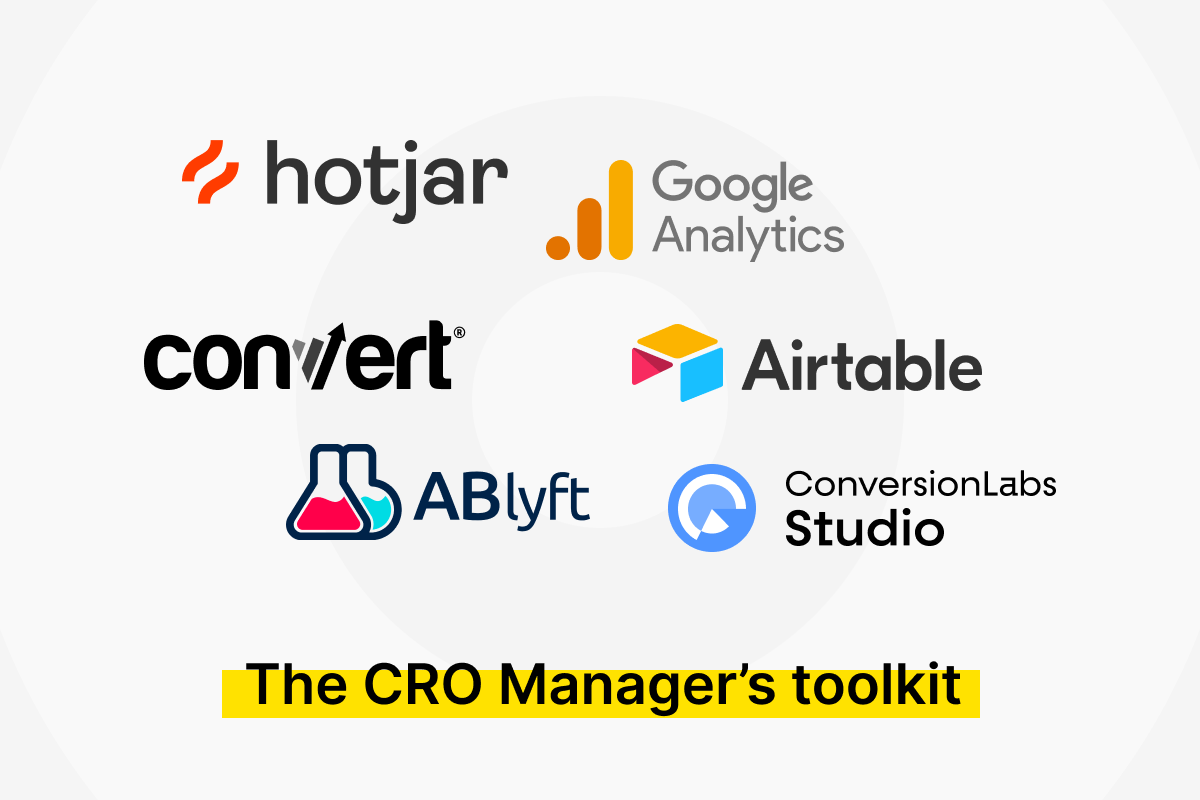 hotjar
Google
Analytics
convert®
Airtable
ABlyft
ConversionLabs
Studio
The CRO Manager’s toolkit